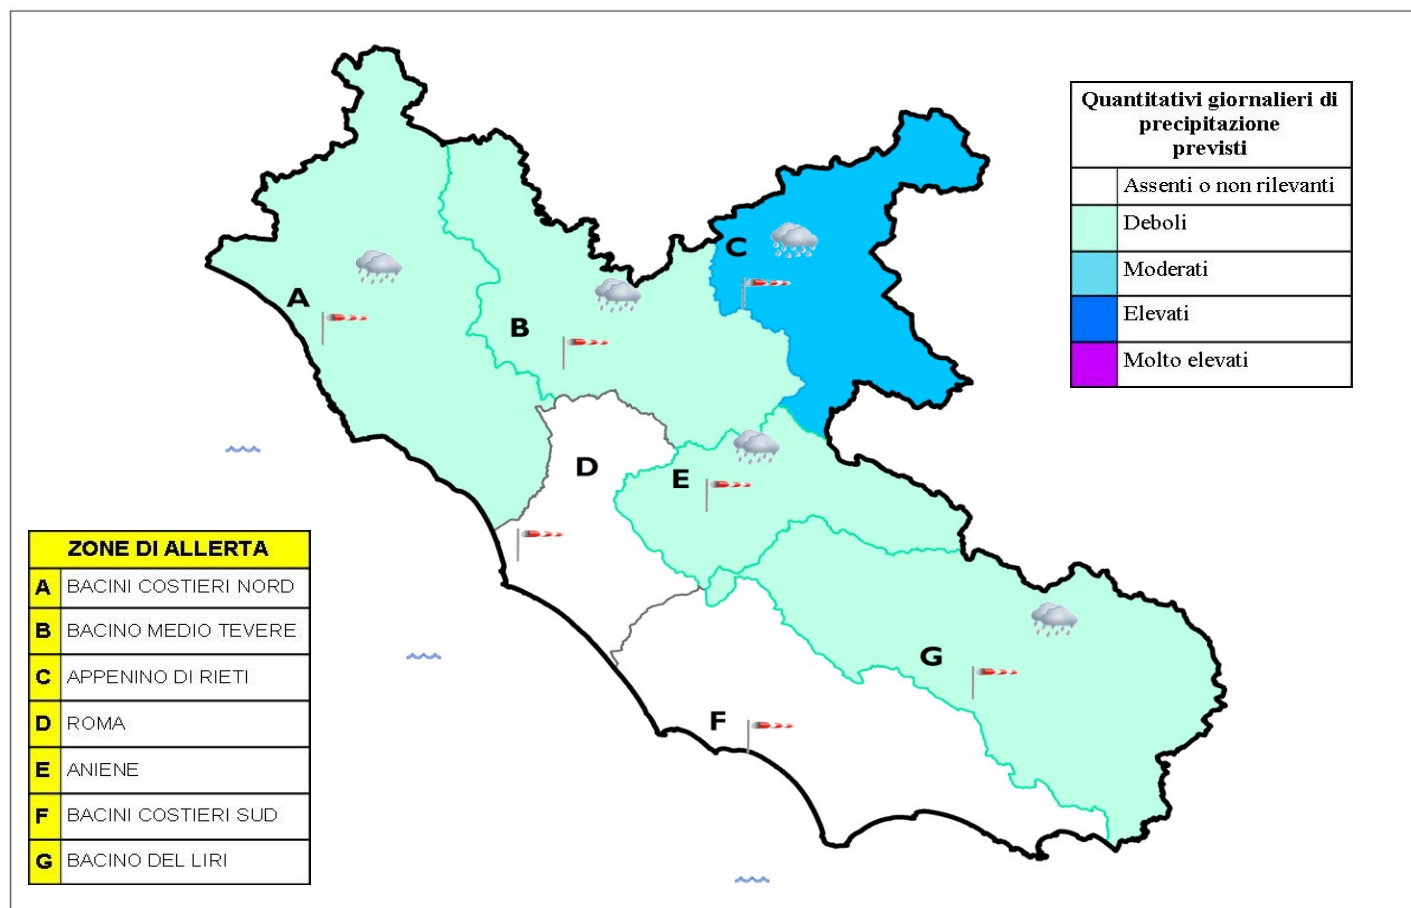 Quantitativi giornalieri di
precipitazione
previsti
Assenti o non rilevanti
Deboli
Moderati
Elevati
Molto elevati
C
A
B
D
E
G
F
ZONE DI ALLERTA
A BACINI COSTIERI NORD
B BACINO MEDIO TEVERE
C APPENINO DI RIETI
D ROMA
E ANIENE
F BACINI COSTIERI SUD
G BACINO DEL LIRI